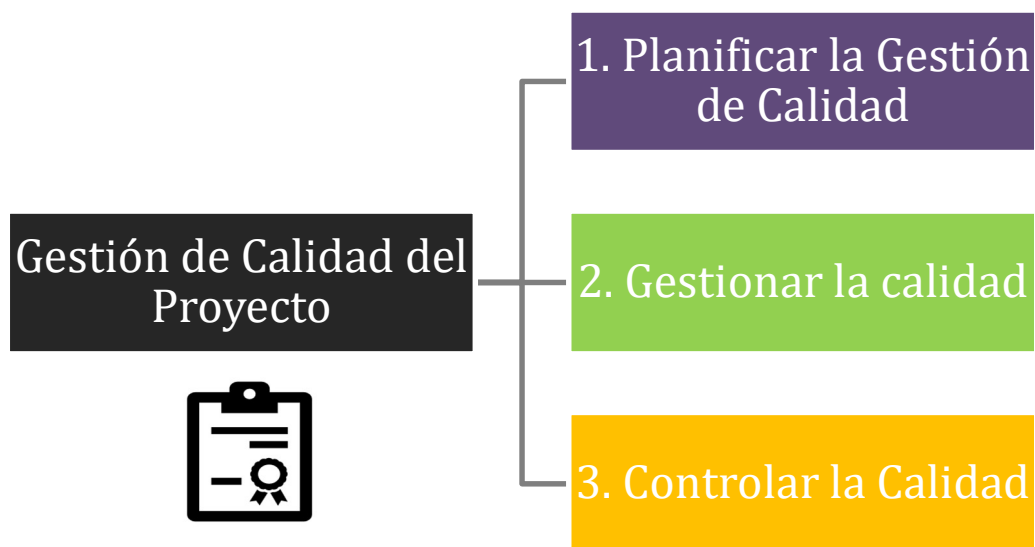 1. Planificar la Gestión
de Calidad
Gestión de Calidad del
Proyecto
2. Gestionar la calidad
3. Controlar la Calidad